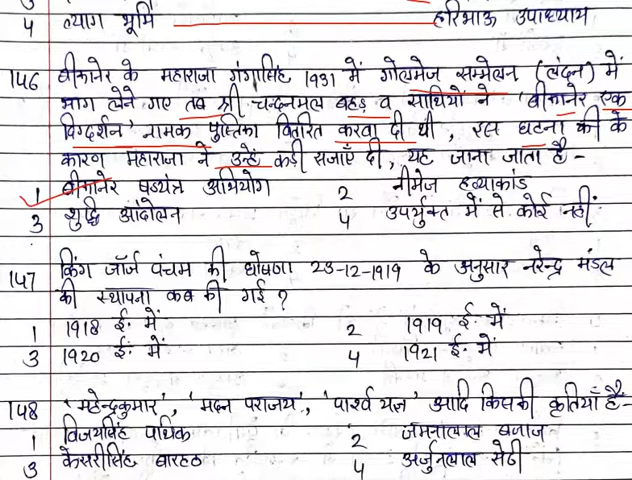 4 त्याग भूमि हरिभाऊ उपाध्याय
146 बीकानेर के महाराजा गंगासिंह 1931 में गोलमेज सम्मेलन (लंदन) में
भाग लेने गए तब श्री चन्दनमल बहड़ व साथियों ने 'बीकानेर एक
दिग्दर्शन' नामक पुस्तिका वितरित करवा दी थी, इस घटना की के
कारण महाराजा ने उन्हें कड़ी सजाएँ दी, यह जाना जाता है -
1 बीकानेर षड्यंत्र अभियोग 2 नीमेज हत्याकांड
3 शुद्धि आंदोलन 4 उपर्युक्त में से कोई नहीं.
147 किंग जॉर्ज पंचम की घोषणा 23-12-1919 के अनुसार नरेन्द्र मंडल
की स्थापना कब की गई ?
1 1918 ई. में 2 1919 ई. में
3 1920 ई. में 4 1921 ई. में
148 'महेन्द्रकुमार', 'मदन पराजय', 'पार्श्व यज्ञ' आदि किसकी कृतियाँ है-
1 विजयसिंह पथिक 2 जमनालाल बजाज
3 केसरीसिंह बारहठ 4 अर्जुनलाल सेठी